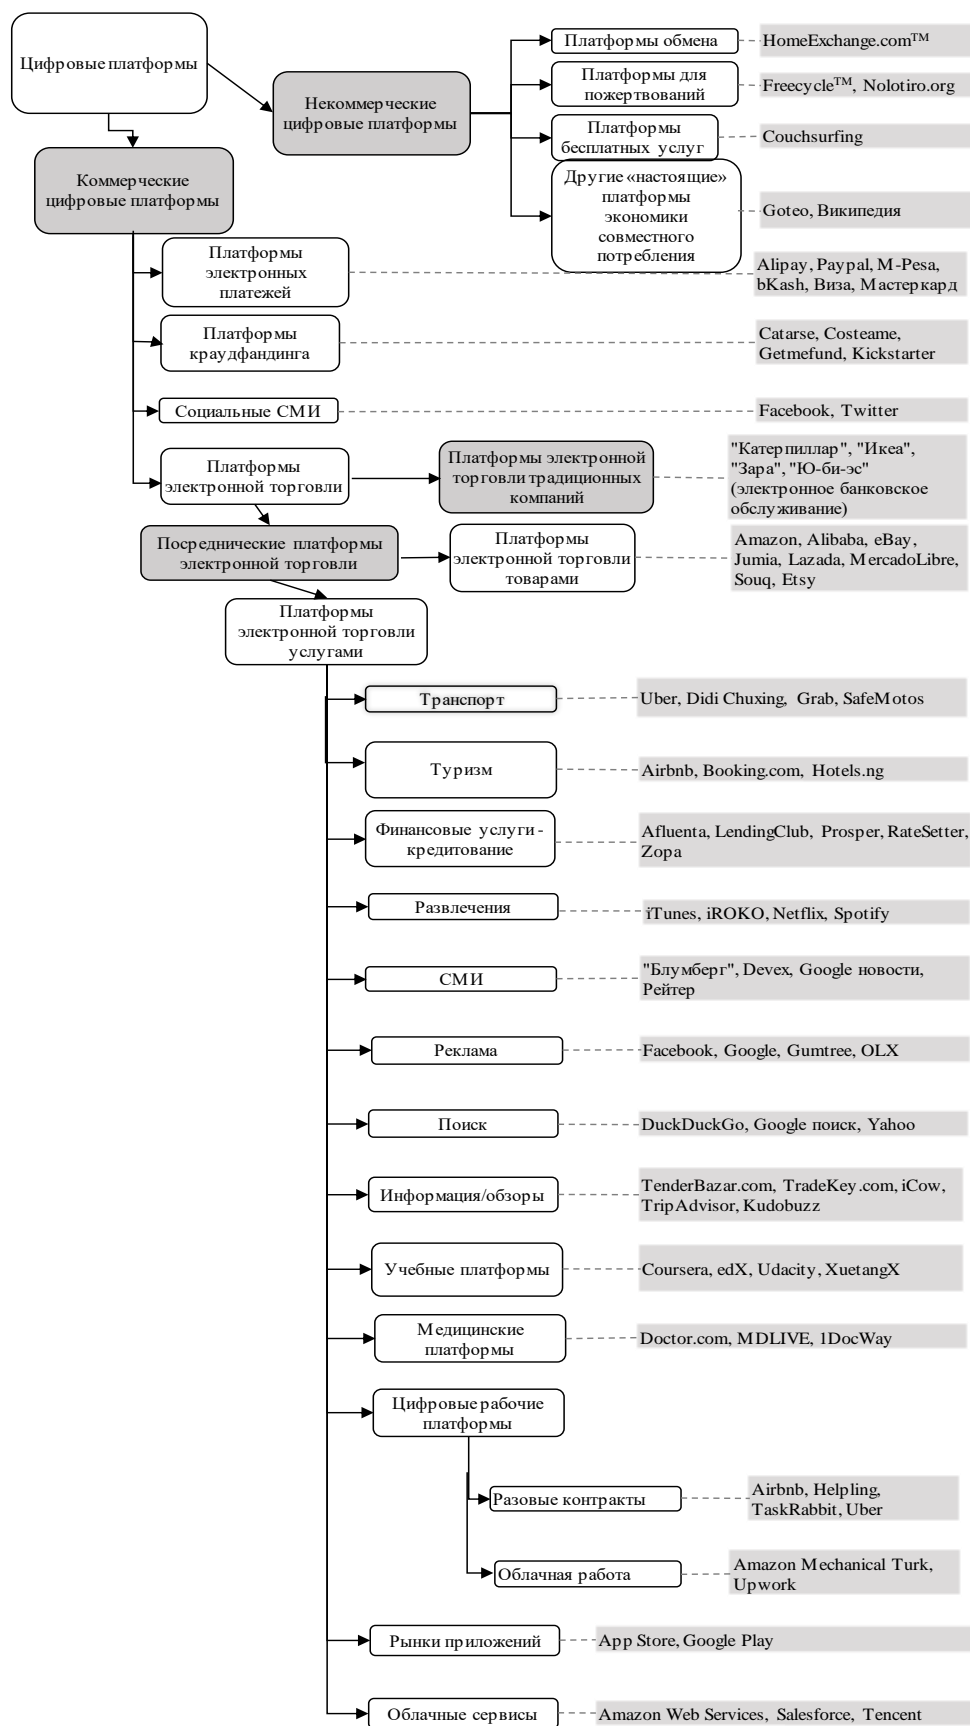 Цифровые платформы
Некоммерческие
цифровые платформы
Платформы обмена
HomeExchange.com™
Платформы для
пожертвований
Freecycle™, Nolotiro.org
Платформы
бесплатных услуг
Couchsurfing
Другие «настоящие»
платформы
экономики
совместного
потребления
Goteo, Википедия
Коммерческие
цифровые платформы
Платформы
электронных
платежей
Alipay, Paypal, M-Pesa,
bKash, Виза, Мастеркард
Платформы
краудфандинга
Catarse, Costeame,
Getmefund, Kickstarter
Социальные СМИ
Facebook, Twitter
Платформы
электронной торговли
Платформы электронной
торговли традиционных
компаний
"Катерпиллар", "Икеа",
"Зара", "Ю-би-эс"
(электронное банковское
обслуживание)
Посреднические платформы
электронной торговли
Платформы
электронной торговли
товарами
Amazon, Alibaba, eBay,
Jumia, Lazada, MercadoLibre,
Souq, Etsy
Платформы
электронной торговли
услугами
Транспорт
Uber, Didi Chuxing, Grab, SafeMotos
Туризм
Airbnb, Booking.com, Hotels.ng
Финансовые услуги -
кредитование
Afluenta, LendingClub, Prosper, RateSetter,
Zopa
Развлечения
iTunes, iROKO, Netflix, Spotify
СМИ
"Блумберг", Devex, Google новости,
Рейтер
Реклама
Facebook, Google, Gumtree, OLX
Поиск
DuckDuckGo, Google поиск, Yahoo
Информация/обзоры
TenderBazar.com, TradeKey.com, iCow,
TripAdvisor, Kudobuzz
Учебные платформы
Coursera, edX, Udacity, XuetangX
Медицинские
платформы
Doctor.com, MDLIVE, 1DocWay
Цифровые рабочие
платформы
Разовые контракты
Airbnb, Helpling,
TaskRabbit, Uber
Облачная работа
Amazon Mechanical Turk,
Upwork
Рынки приложений
App Store, Google Play
Облачные сервисы
Amazon Web Services, Salesforce, Tencent